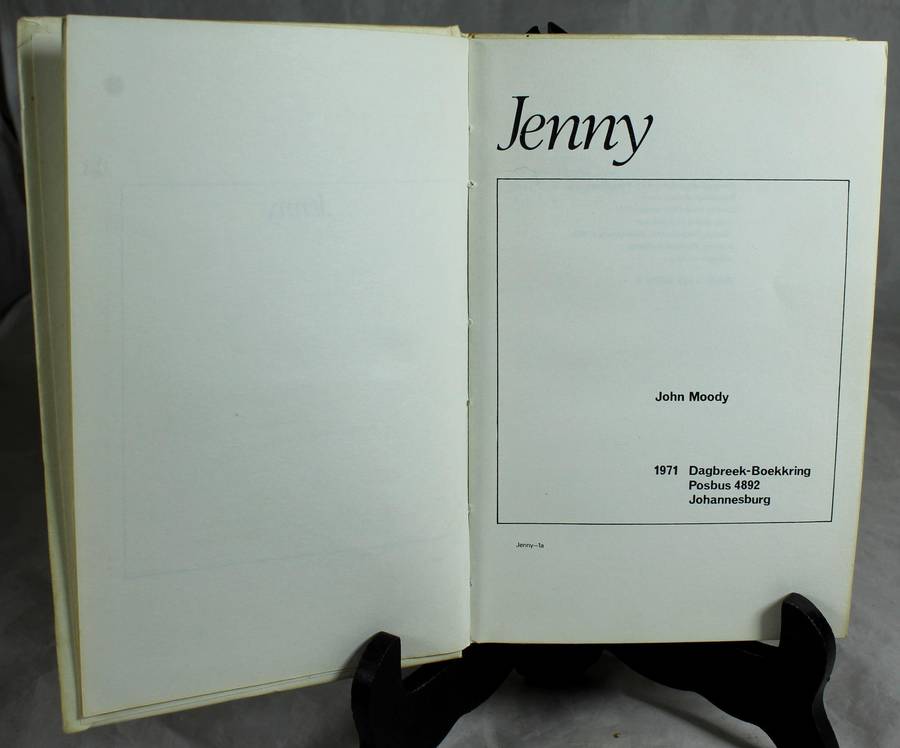 Jenny
John Moody
1971 Dagbreek-Boekkring
Posbus 4892
Johannesburg
Jenny—1a